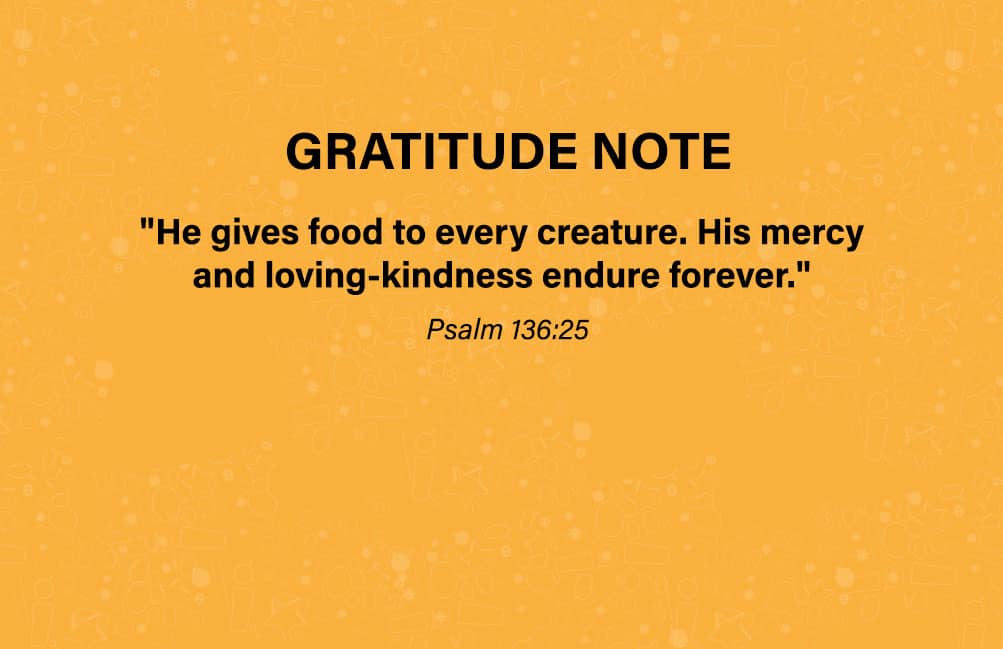 GRATITUDE NOTE
"He gives food to every creature. His mercy
and loving-kindness endure forever."
Psalm 136:25